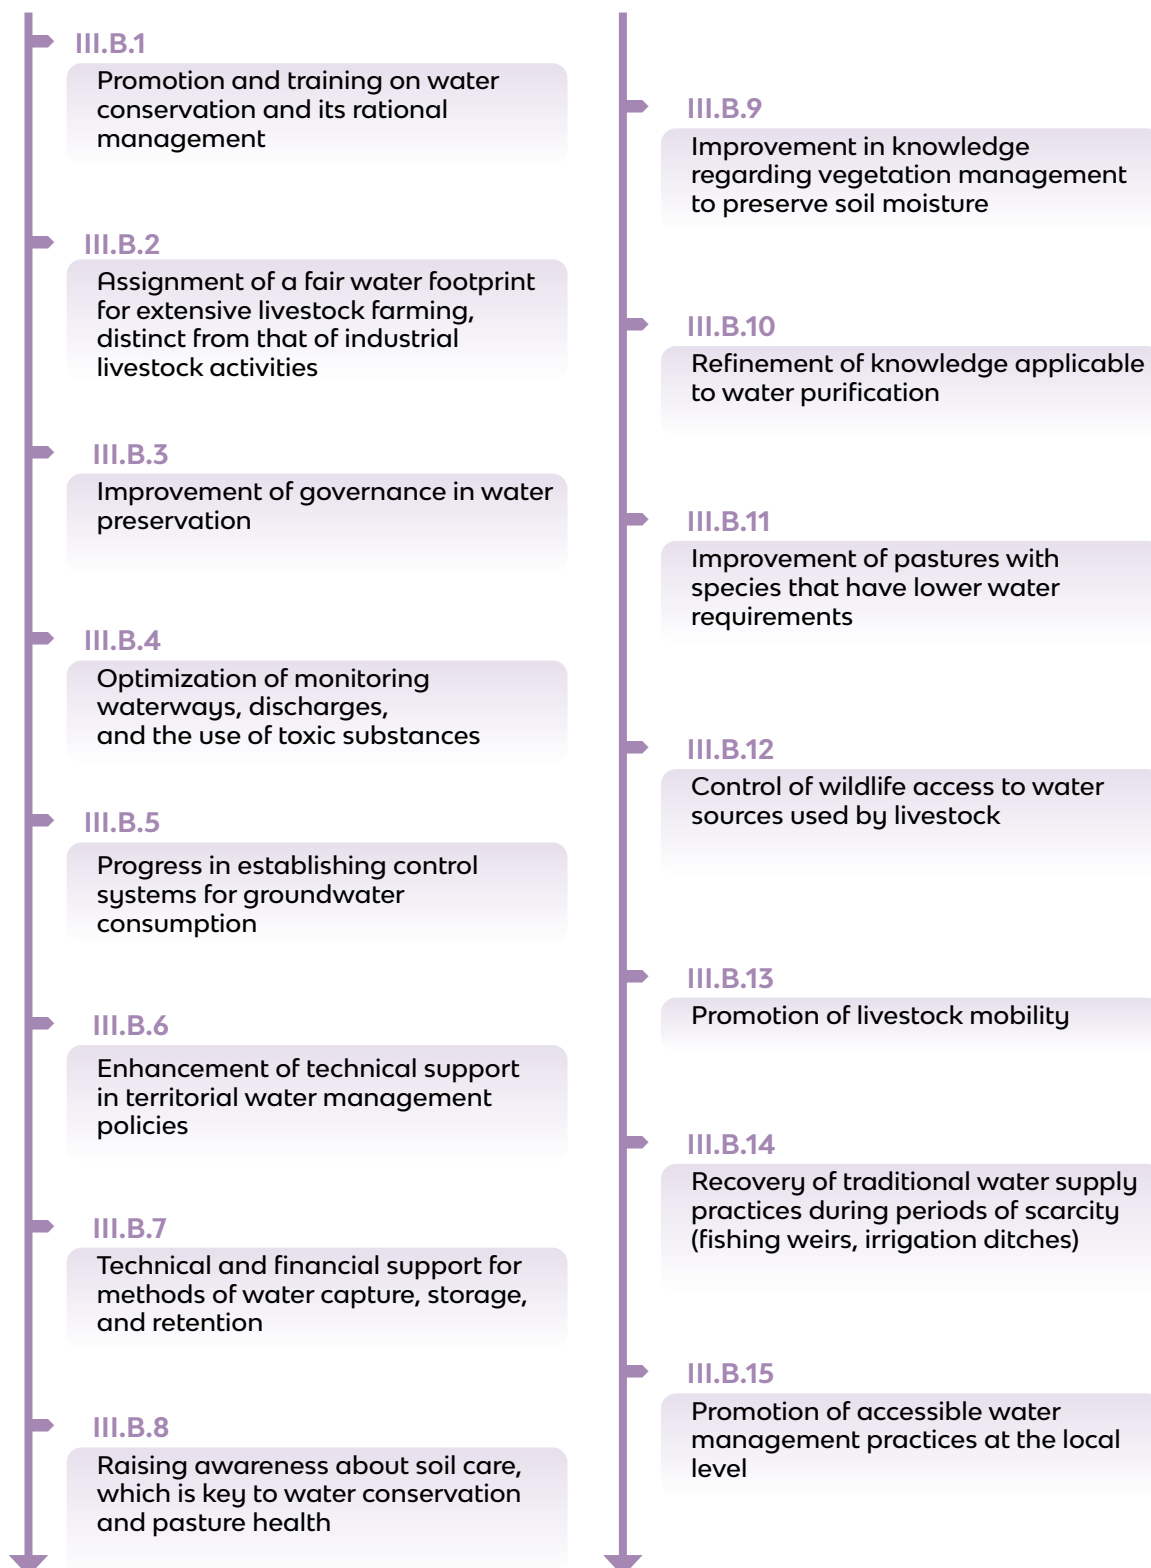 III.B.1
Promotion and training on water
conservation and its rational
management
III.B.2
Assignment of a fair water footprint
for extensive livestock farming,
distinct from that of industrial
livestock activities
III.B.3
Improvement of governance in water
preservation
III.B.4
Optimization of monitoring
waterways, discharges,
and the use of toxic substances
III.B.5
Progress in establishing control
systems for groundwater
consumption
III.B.6
Enhancement of technical support
in territorial water management
policies
III.B.7
Technical and financial support for
methods of water capture, storage,
and retention
III.B.8
Raising awareness about soil care,
which is key to water conservation
and pasture health
III.B.9
Improvement in knowledge
regarding vegetation management
to preserve soil moisture
III.B.10
Refinement of knowledge applicable
to water purification
III.B.11
Improvement of pastures with
species that have lower water
requirements
III.B.12
Control of wildlife access to water
sources used by livestock
III.B.13
Promotion of livestock mobility
III.B.14
Recovery of traditional water supply
practices during periods of scarcity
(fishing weirs, irrigation ditches)
III.B.15
Promotion of accessible water
management practices at the local
level